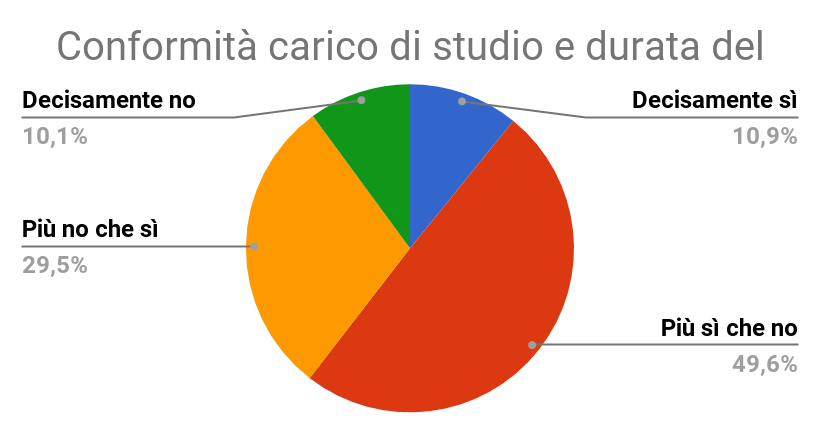 Conformità carico di studio e durata del
Decisamente no
10,1%
Decisamente sì
10,9%
Più no che sì
29,5%
Più sì che no
49,6%